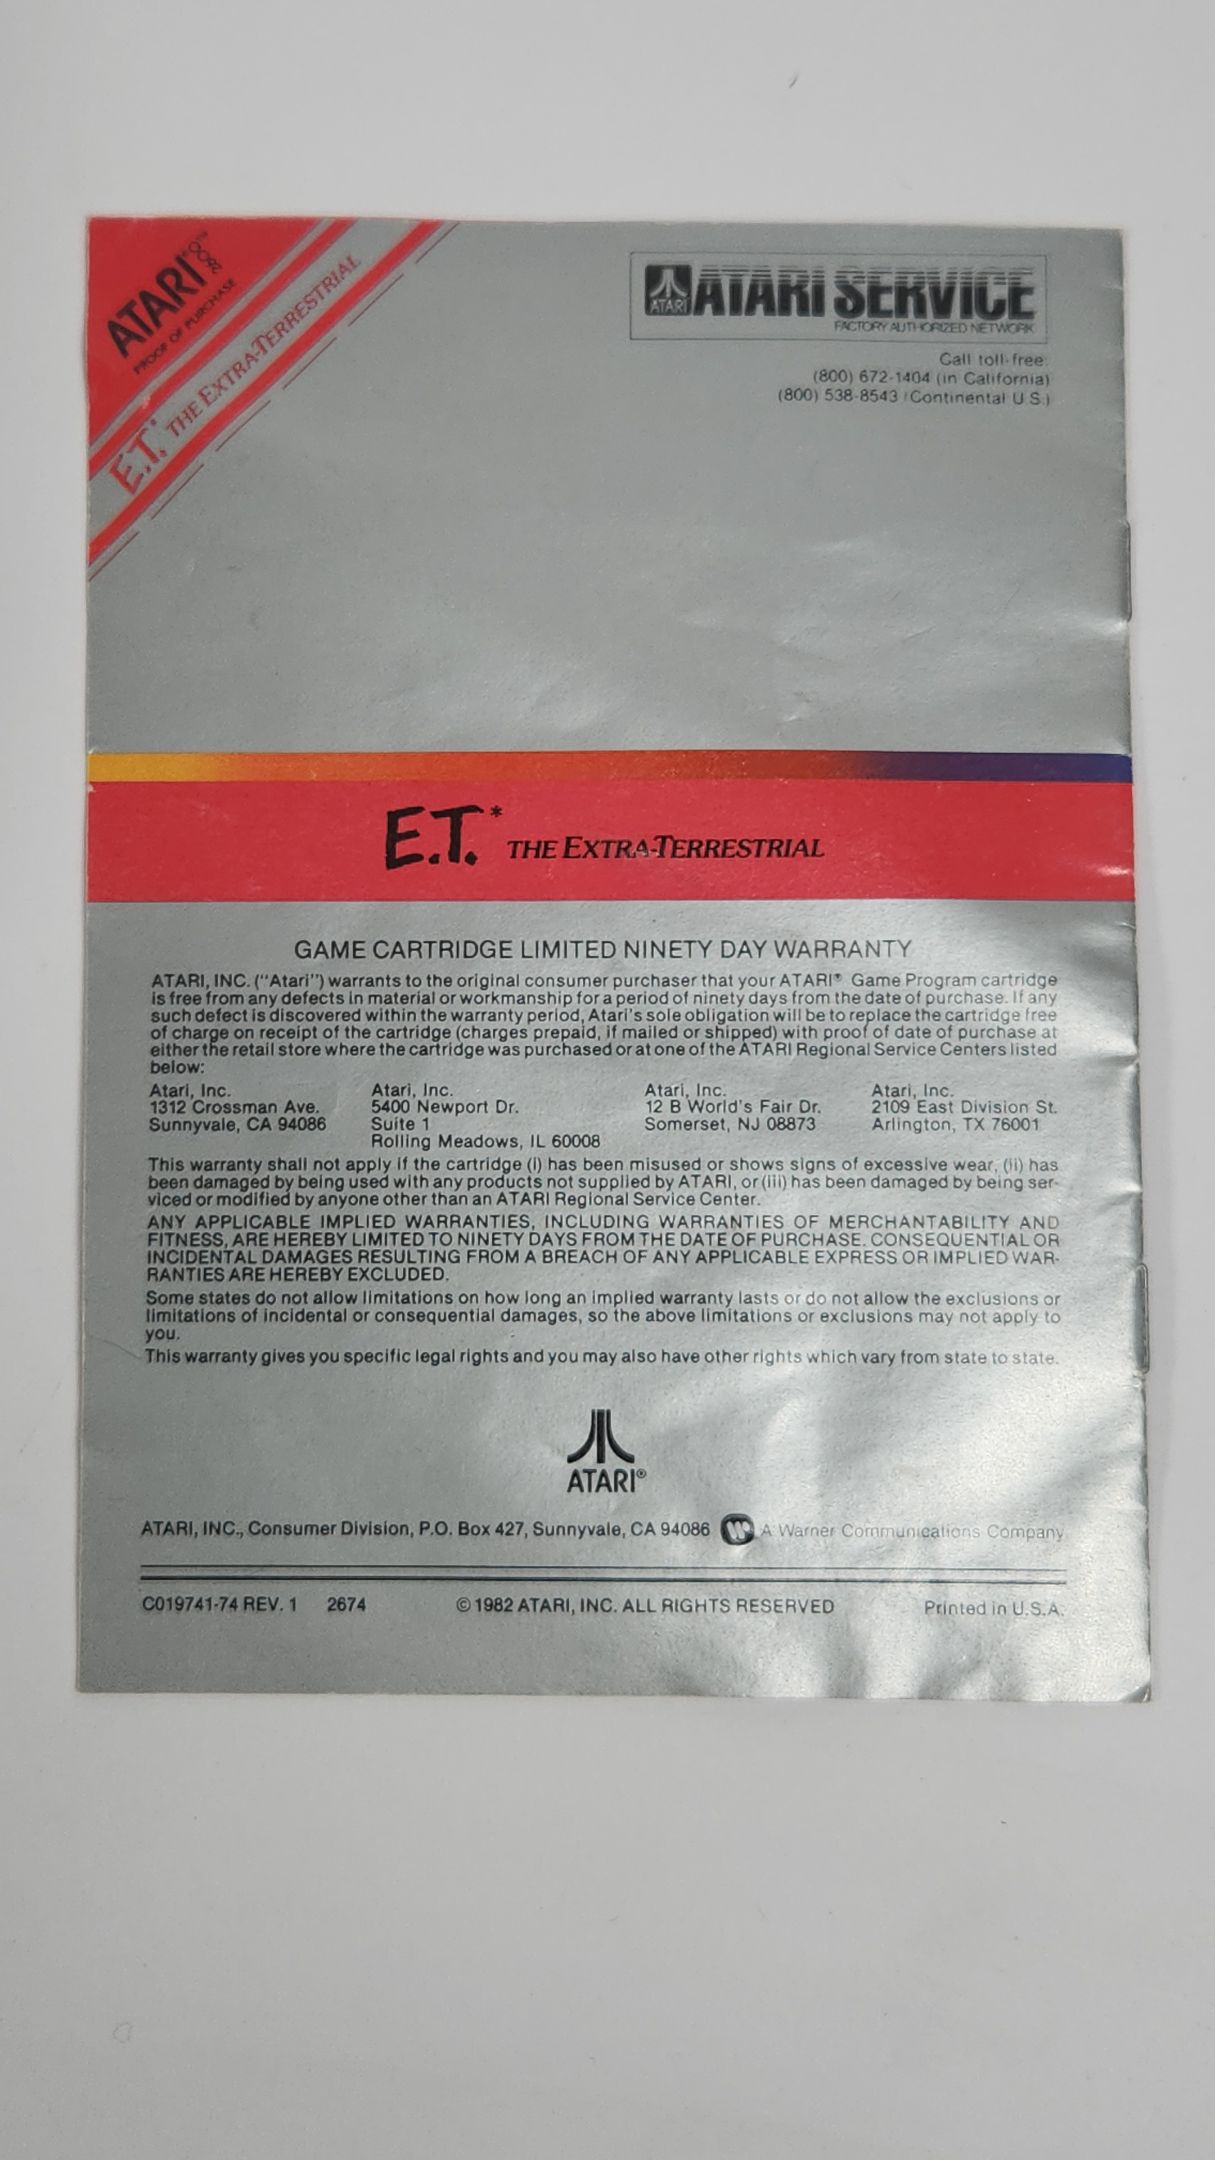 ATARI® 2600™
PROOF OF PURCHASE
E.T.* THE EXTRA-TERRESTRIAL
ATARI
ATARI SERVICE
FACTORY AUTHORIZED NETWORK
Call toll-free:
(800) 672-1404 (in California)
(800) 538-8543 (Continental U.S.)
E.T.* THE EXTRA-TERRESTRIAL
GAME CARTRIDGE LIMITED NINETY DAY WARRANTY
ATARI, INC. ("Atari") warrants to the original consumer purchaser that your ATARI® Game Program cartridge
is free from any defects in material or workmanship for a period of ninety days from the date of purchase. If any
such defect is discovered within the warranty period, Atari's sole obligation will be to replace the cartridge free
of charge on receipt of the cartridge (charges prepaid, if mailed or shipped) with proof of date of purchase at
either the retail store where the cartridge was purchased or at one of the ATARI Regional Service Centers listed
below:
Atari, Inc.
1312 Crossman Ave.
Sunnyvale, CA 94086
Atari, Inc.
5400 Newport Dr.
Suite 1
Rolling Meadows, IL 60008
Atari, Inc.
12 B World's Fair Dr.
Somerset, NJ 08873
Atari, Inc.
2109 East Division St.
Arlington, TX 76001
This warranty shall not apply if the cartridge (i) has been misused or shows signs of excessive wear, (ii) has
been damaged by being used with any products not supplied by ATARI, or (iii) has been damaged by being ser-
viced or modified by anyone other than an ATARI Regional Service Center.
ANY APPLICABLE IMPLIED WARRANTIES, INCLUDING WARRANTIES OF MERCHANTABILITY AND
FITNESS, ARE HEREBY LIMITED TO NINETY DAYS FROM THE DATE OF PURCHASE. CONSEQUENTIAL OR
INCIDENTAL DAMAGES RESULTING FROM A BREACH OF ANY APPLICABLE EXPRESS OR IMPLIED WAR-
RANTIES ARE HEREBY EXCLUDED.
Some states do not allow limitations on how long an implied warranty lasts or do not allow the exclusions or
limitations of incidental or consequential damages, so the above limitations or exclusions may not apply to
you.
This warranty gives you specific legal rights and you may also have other rights which vary from state to state.
ATARI®
ATARI, INC., Consumer Division, P.O. Box 427, Sunnyvale, CA 94086 A Warner Communications Company
C019741-74 REV. 1 2674 © 1982 ATARI, INC. ALL RIGHTS RESERVED Printed in U.S.A.